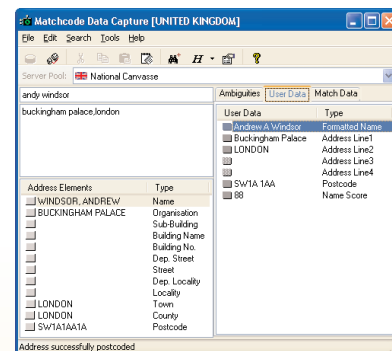 Matchcode Data Capture [UNITED KINGDOM]
File Edit Search Tools Help
H
Server Pool: National Canvasse
andy windsor
buckingham palace,london
Address Elements Type
WINDSOR, ANDREW Name
BUCKINGHAM PALACE Organisation
Sub-Building
Building Name
Building No.
Dep. Street
Street
Dep. Locality
Locality
LONDON Town
LONDON County
SW1A1AA1A Postcode
Ambiguities User Data Match Data
User Data Type
Andrew A Windsor Formatted Name
Buckingham Palace Address Line1
LONDON Address Line2
Address Line3
Address Line4
SW1A 1AA Postcode
88 Name Score
Address successfully postcoded